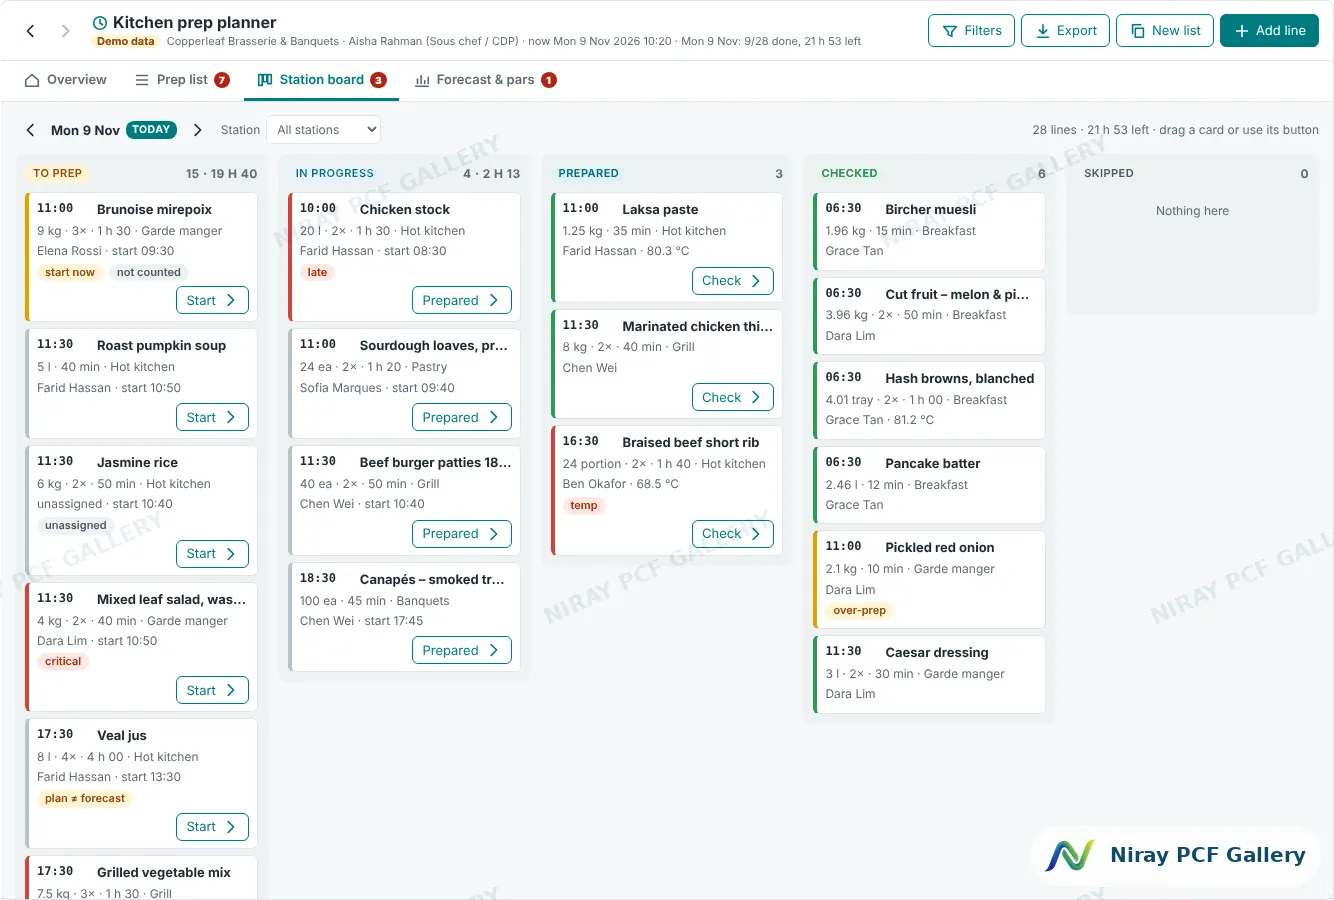 Kitchen prep planner
Demo data Copperleaf Brasserie & Banquets · Aisha Rahman (Sous chef / CDP) · now Mon 9 Nov 2026 10:20 · Mon 9 Nov: 9/28 done, 21 h 53 left
Filters Export New list Add line
Overview Prep list 7 Station board 3 Forecast & pars 1
Mon 9 Nov TODAY Station All stations 28 lines · 21 h 53 left · drag a card or use its button
TO PREP 15 · 19 H 40
11:00 Brunoise mirepoix
9 kg · 3× · 1 h 30 · Garde manger
Elena Rossi · start 09:30
start now not counted
Start
11:30 Roast pumpkin soup
5 l · 40 min · Hot kitchen
Farid Hassan · start 10:50
Start
11:30 Jasmine rice
6 kg · 2× · 50 min · Hot kitchen
unassigned · start 10:40
unassigned
Start
11:30 Mixed leaf salad, was...
4 kg · 2× · 40 min · Garde manger
Dara Lim · start 10:50
critical
Start
17:30 Veal jus
8 l · 4× · 4 h 00 · Hot kitchen
Farid Hassan · start 13:30
plan ≠ forecast
Start
17:30 Grilled vegetable mix
7.5 kg · 3× · 1 h 30 · Grill
IN PROGRESS 4 · 2 H 13
10:00 Chicken stock
20 l · 2× · 1 h 30 · Hot kitchen
Farid Hassan · start 08:30
late
Prepared
11:00 Sourdough loaves, pr...
24 ea · 2× · 1 h 20 · Pastry
Sofia Marques · start 09:40
Prepared
11:30 Beef burger patties 18...
40 ea · 2× · 50 min · Grill
Chen Wei · start 10:40
Prepared
18:30 Canapés – smoked tr...
100 ea · 45 min · Banquets
Chen Wei · start 17:45
Prepared
PREPARED 3
11:00 Laksa paste
1.25 kg · 35 min · Hot kitchen
Farid Hassan · 80.3 °C
Check
11:30 Marinated chicken thi...
8 kg · 2× · 40 min · Grill
Chen Wei
Check
16:30 Braised beef short rib
24 portion · 2× · 1 h 40 · Hot kitchen
Ben Okafor · 68.5 °C
temp
Check
CHECKED 6
06:30 Bircher muesli
1.96 kg · 15 min · Breakfast
Grace Tan
06:30 Cut fruit – melon & pi...
3.96 kg · 2× · 50 min · Breakfast
Dara Lim
06:30 Hash browns, blanched
4.01 tray · 2× · 1 h 00 · Breakfast
Grace Tan · 81.2 °C
06:30 Pancake batter
2.46 l · 12 min · Breakfast
Grace Tan
11:00 Pickled red onion
2.1 kg · 10 min · Garde manger
Dara Lim
over-prep
11:30 Caesar dressing
3 l · 2× · 30 min · Garde manger
Dara Lim
SKIPPED 0
Nothing here
NIRAY PCF GALLERY
NIRAY PCF GALLERY
PCF GALLERY
NIRAY PCF GALLERY
NIRAY PCF GALL
Niray PCF Gallery